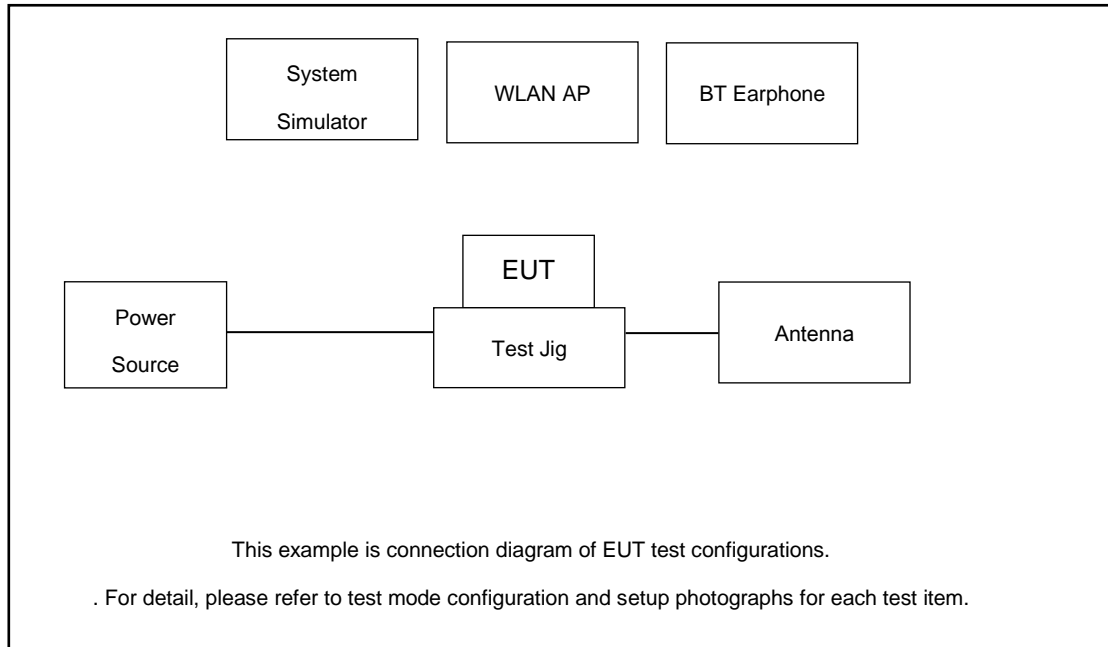 System
Simulator
WLAN AP
BT Earphone
EUT
Power
Source
Test Jig
Antenna
This example is connection diagram of EUT test configurations.
. For detail, please refer to test mode configuration and setup photographs for each test item.